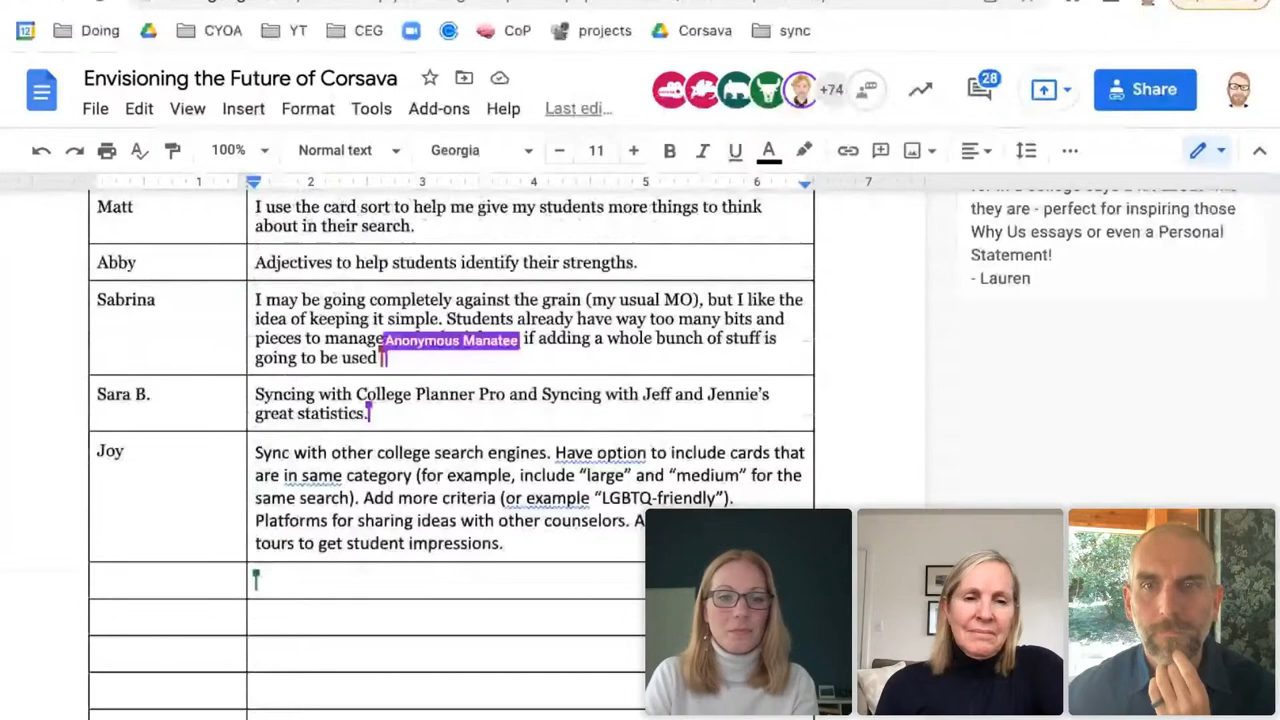 Doing
CYOA
YT
CEG
CoP
projects
Corsava
sync
Envisioning the Future of Corsava
+74
28
Share
File Edit View Insert Format Tools Add-ons Help Last edi...
100% Normal text Georgia − 11 + B I U A
1 2 3 4 5 6 7
Matt
I use the card sort to help me give my students more things to think
about in their search.
Abby
Adjectives to help students identify their strengths.
Sabrina
I may be going completely against the grain (my usual MO), but I like the
idea of keeping it simple. Students already have way too many bits and
pieces to manage
Anonymous Manatee
if adding a whole bunch of stuff is
going to be used
Sara B.
Syncing with College Planner Pro and Syncing with Jeff and Jennie's
great statistics.
Joy
Sync with other college search engines. Have option to include cards that
are in same category (for example, include "large" and "medium" for the
same search). Add more criteria (or example "LGBTQ-friendly").
Platforms for sharing ideas with other counselors.
tours to get student impressions.
they are - perfect for inspiring those
Why Us essays or even a Personal
Statement!
- Lauren